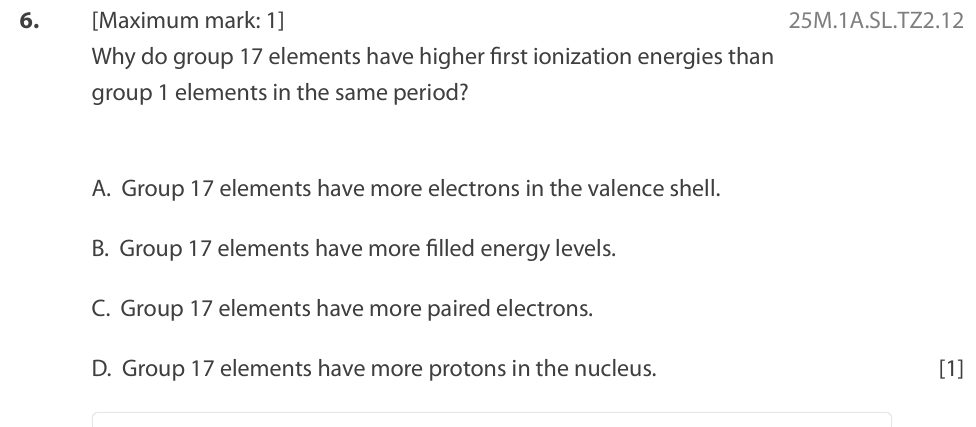 6. [Maximum mark: 1] 25M.1A.SL.TZ2.12
Why do group 17 elements have higher first ionization energies than
group 1 elements in the same period?
A. Group 17 elements have more electrons in the valence shell.
B. Group 17 elements have more filled energy levels.
C. Group 17 elements have more paired electrons.
D. Group 17 elements have more protons in the nucleus. [1]